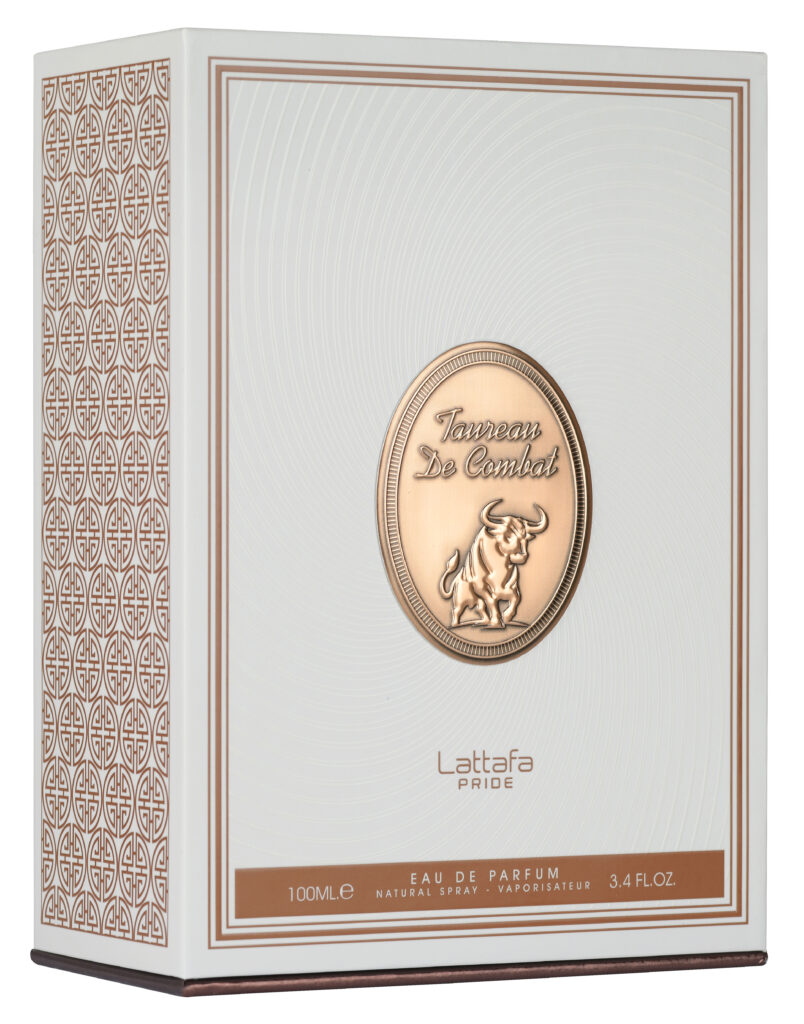 Taureau
De Combat
Lattafa
PRIDE
100ML.℮
EAU DE PARFUM
NATURAL SPRAY - VAPORISATEUR
3.4 FL.OZ.